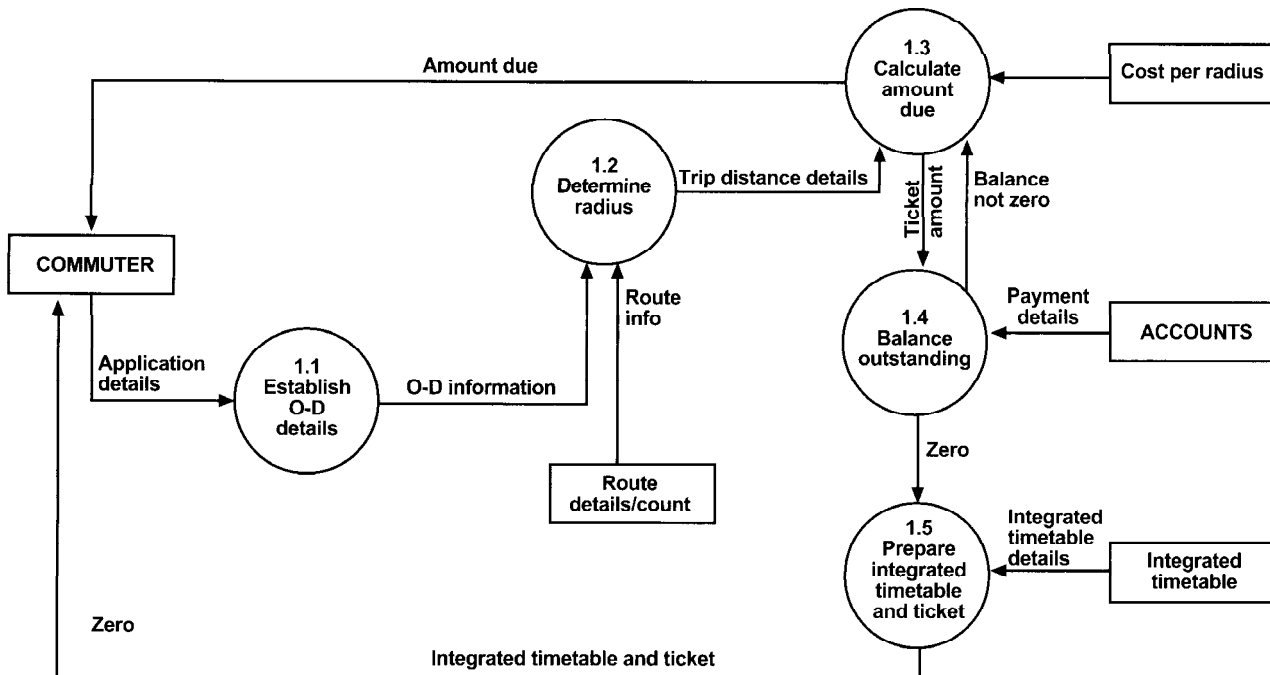 1.3
Calculate
amount
due
Cost per radius
Amount due
1.2
Determine
radius
Trip distance details
Ticket
amount
Balance
not zero
COMMUTER
Route
info
Payment
details
1.4
Balance
outstanding
ACCOUNTS
Application
details
1.1
Establish
O-D
details
O-D information
Zero
Route
details/count
1.5
Prepare
integrated
timetable
and ticket
Integrated
timetable
details
Integrated
timetable
Zero
Integrated timetable and ticket